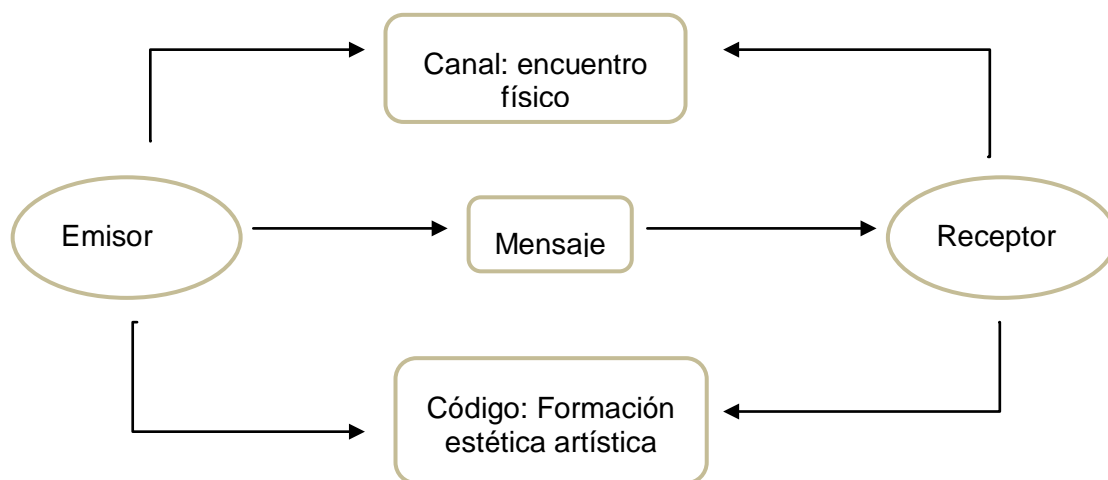 Canal: encuentro
físico
Emisor
Mensaje
Receptor
Código: Formación
estética artística